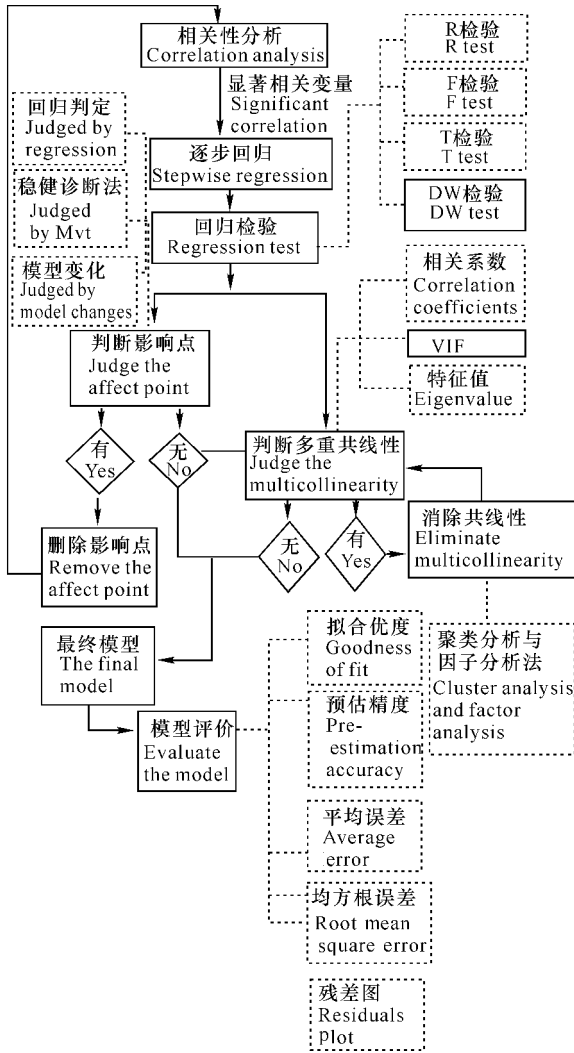 相关性分析
Correlation analysis
显著相关变量
Significant
correlation
逐步回归
Stepwise regression
回归检验
Regression test
R检验
R test
F检验
F test
T检验
T test
DW检验
DW test
回归判定
Judged by
regression
稳健诊断法
Judged
by Mvt
模型变化
Judged by
model changes
相关系数
Correlation
coefficients
VIF
特征值
Eigenvalue
判断影响点
Judge the
affect point
有
Yes
无
No
删除影响点
Remove the
affect point
判断多重共线性
Judge the
multicollinearity
无
No
有
Yes
消除共线性
Eliminate
multicollinearity
聚类分析与
因子分析法
Cluster analysis
and factor
analysis
最终模型
The final
model
模型评价
Evaluate
the model
拟合优度
Goodness
of fit
预估精度
Pre-
estimation
accuracy
平均误差
Average
error
均方根误差
Root mean
square error
残差图
Residuals
plot